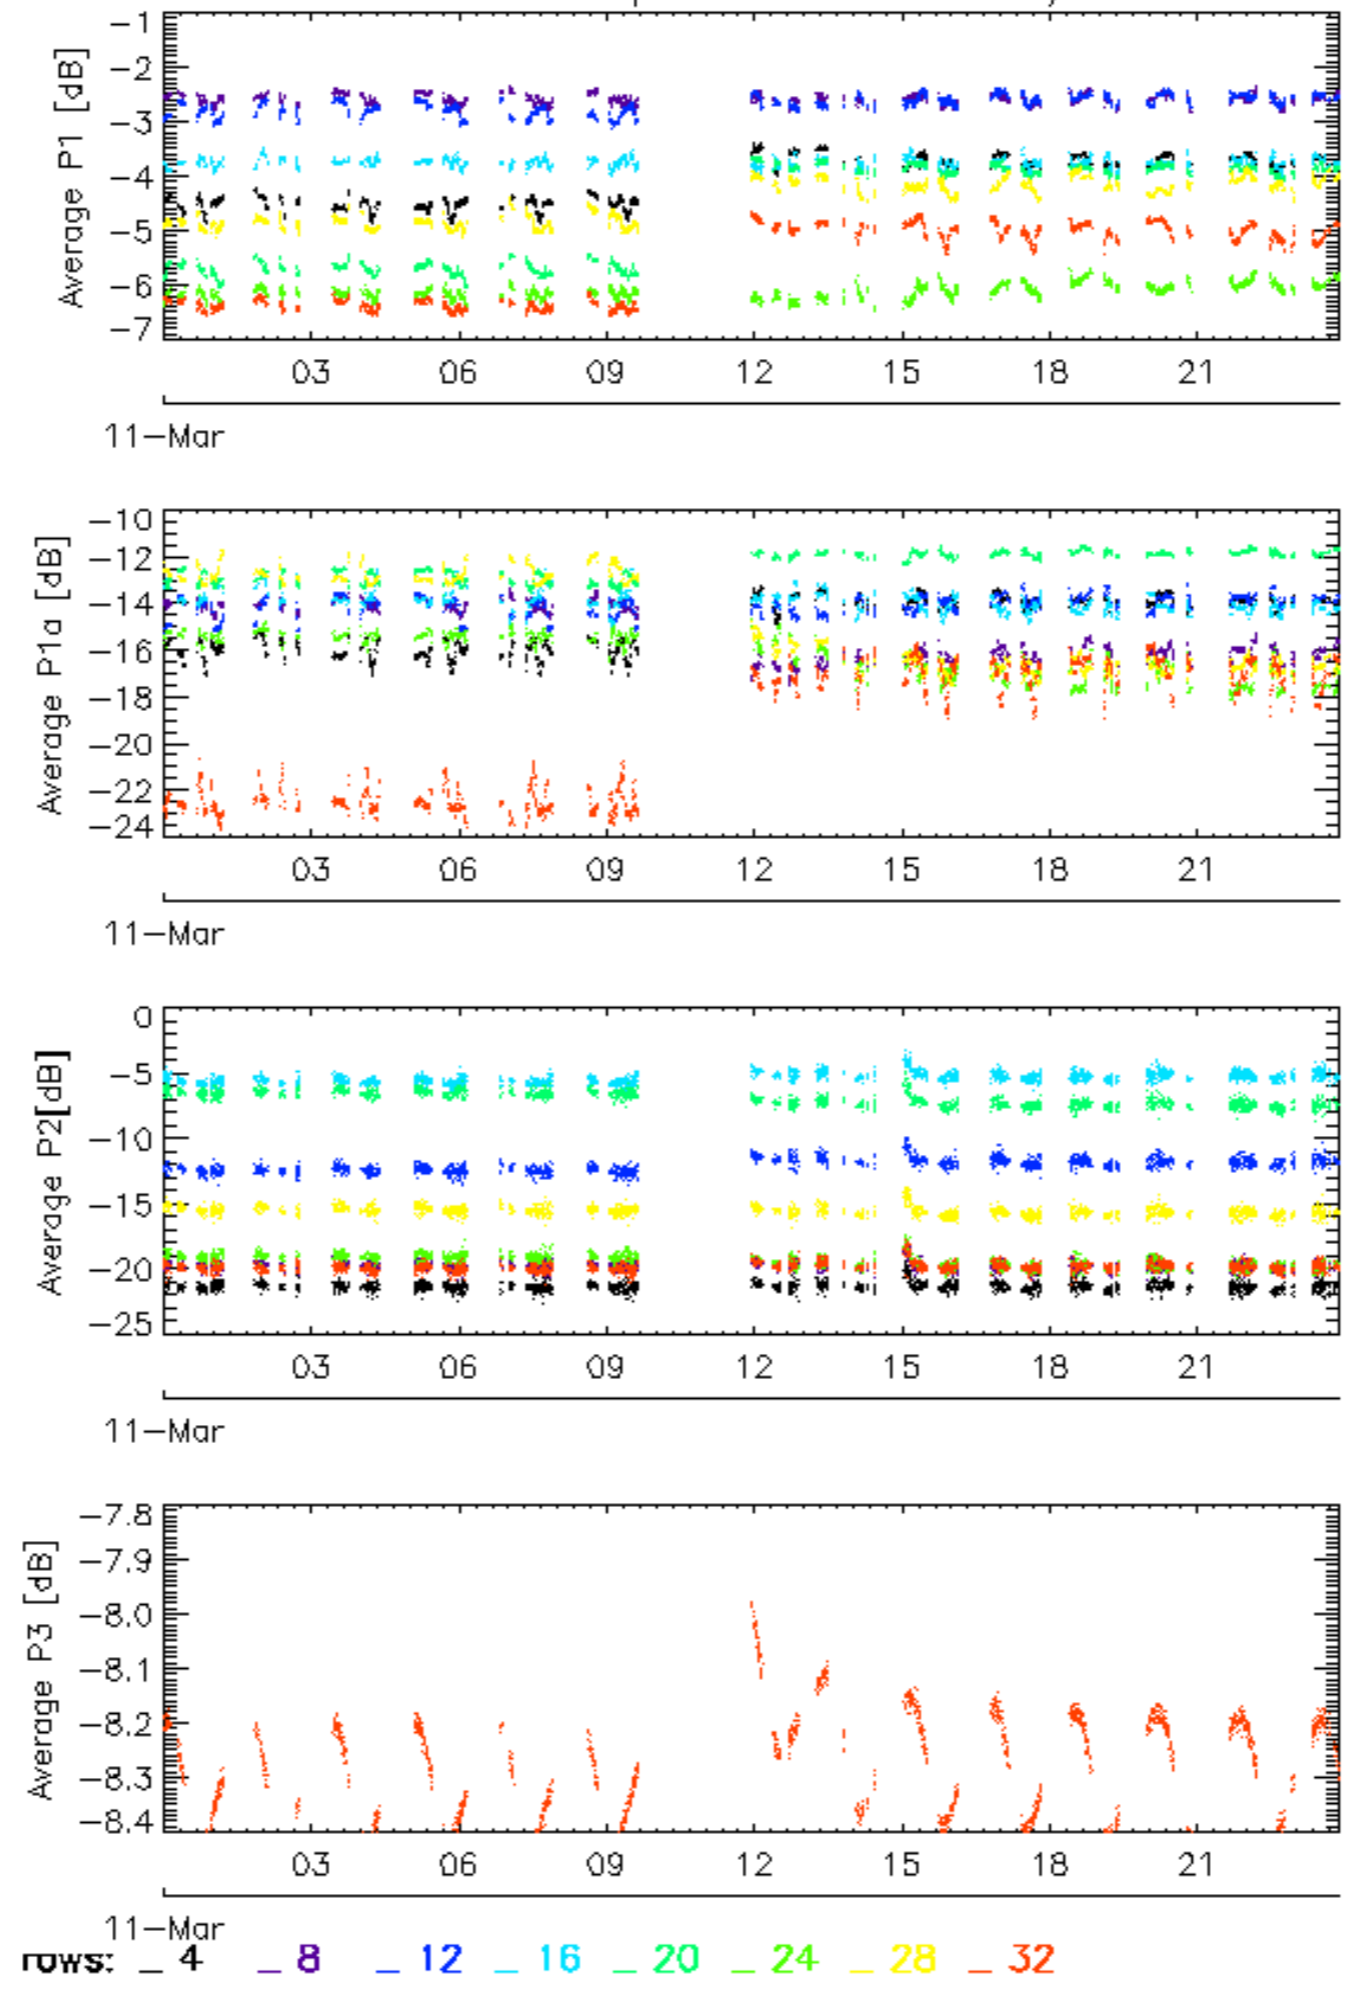 Average P1 [dB]
-1
-2
-3
-4
-5
-6
-7
03 06 09 12 15 18 21
11-Mar
Average P1a [dB]
-10
-12
-14
-16
-18
-20
-22
-24
03 06 09 12 15 18 21
11-Mar
Average P2[dB]
0
-5
-10
-15
-20
-25
03 06 09 12 15 18 21
11-Mar
Average P3 [dB]
-7.8
-7.9
-8.0
-8.1
-8.2
-8.3
-8.4
03 06 09 12 15 18 21
11-Mar
rows: _ 4 _ 8 _ 12 _ 16 _ 20 _ 24 _ 28 _ 32